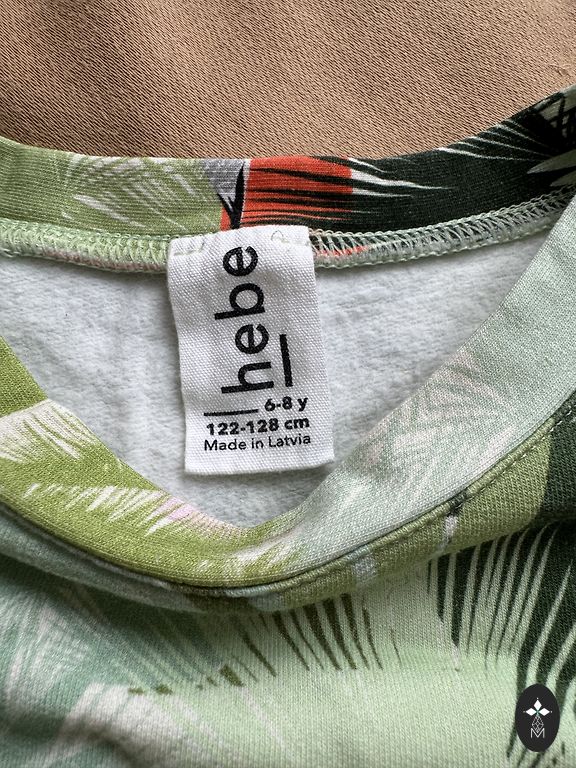 hebe
6-8 y
122-128 cm
Made in Latvia